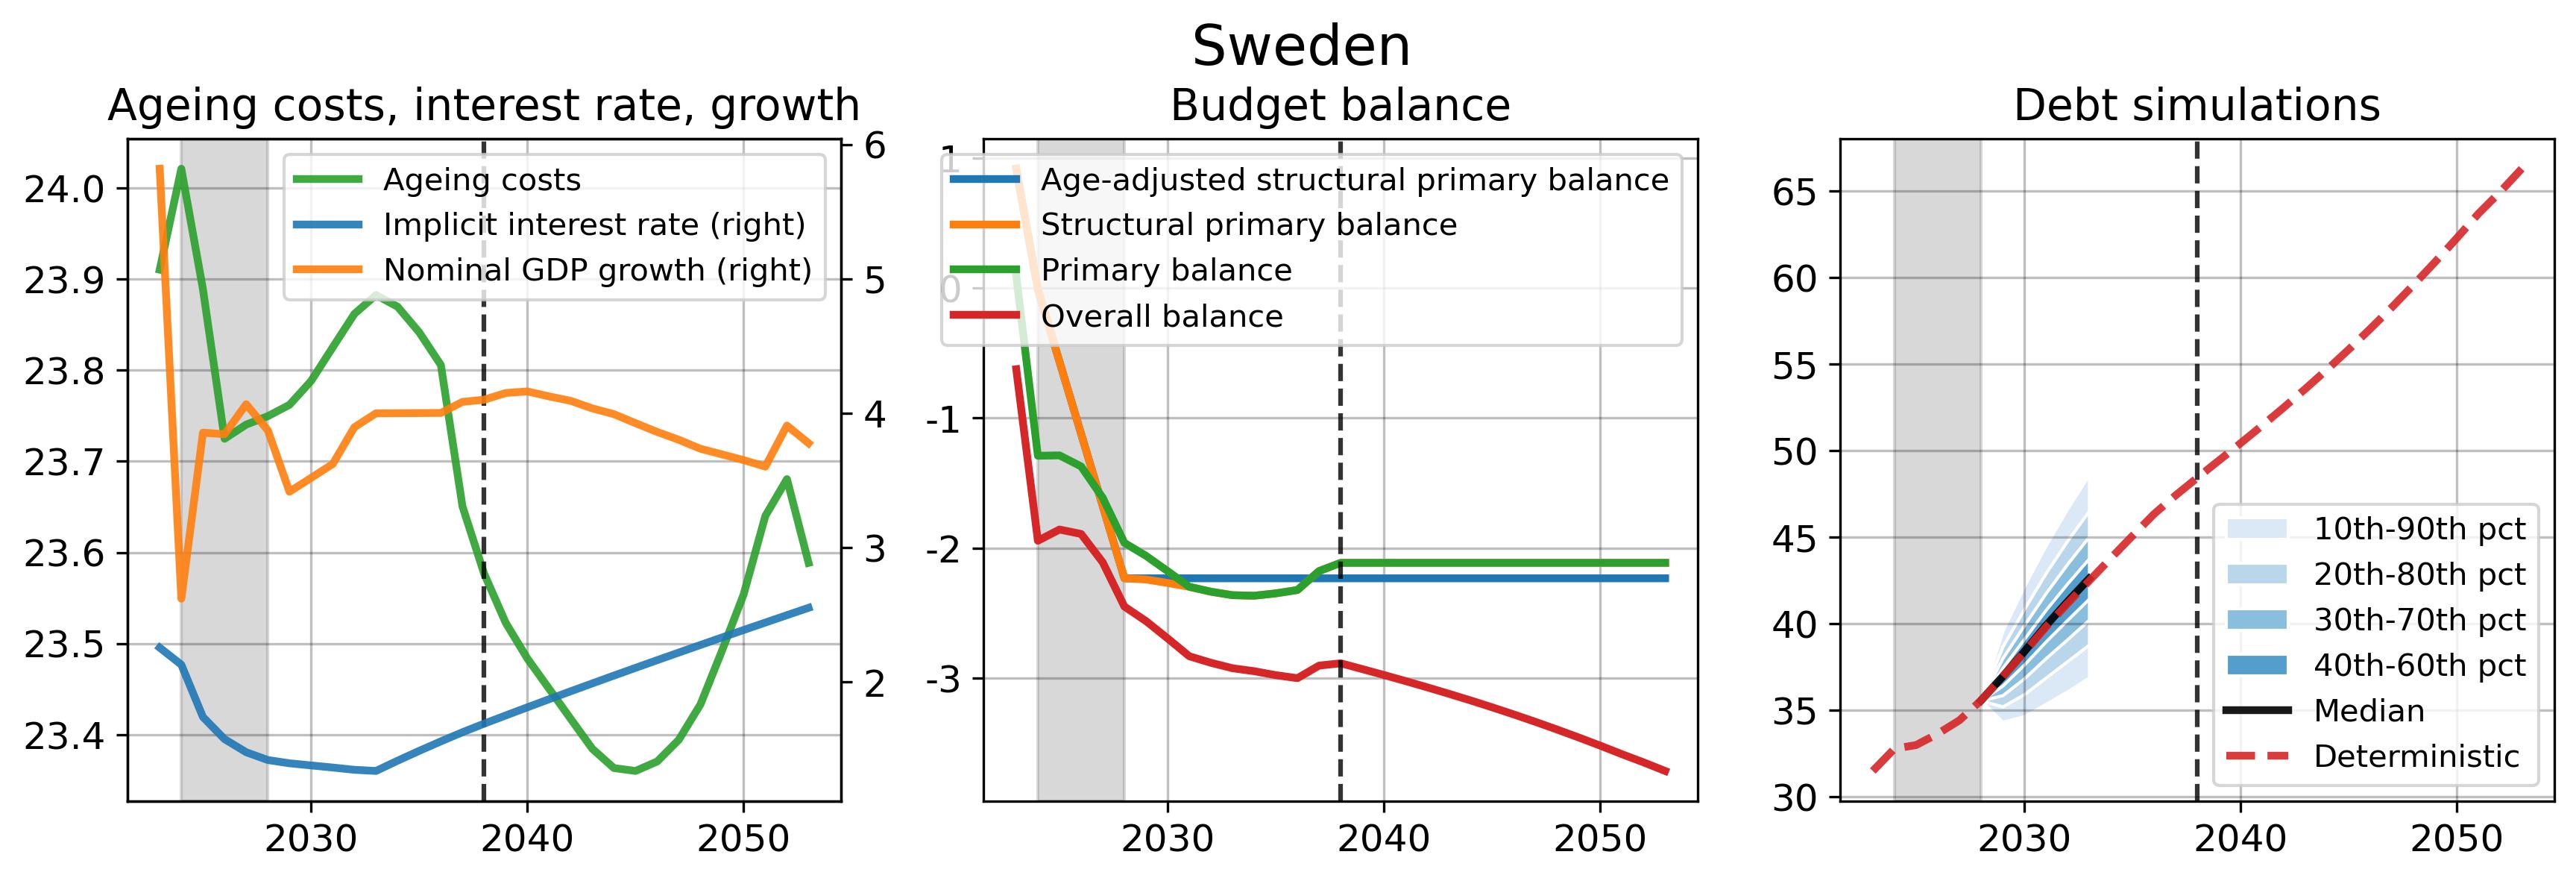 Sweden
Ageing costs, interest rate, growth
24.0
23.9
23.8
23.7
23.6
23.5
23.4
6
5
4
3
2
2030
2040
2050
Ageing costs
Implicit interest rate (right)
Nominal GDP growth (right)
Budget balance
1
0
-1
-2
-3
2030
2040
2050
Age-adjusted structural primary balance
Structural primary balance
Primary balance
Overall balance
Debt simulations
65
60
55
50
45
40
35
30
2030
2040
2050
10th-90th pct
20th-80th pct
30th-70th pct
40th-60th pct
Median
Deterministic